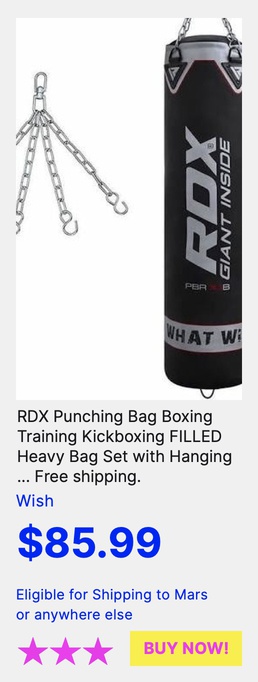 RDX
GIANT INSIDE
WHAT
RDX Punching Bag Boxing
Training Kickboxing FILLED
Heavy Bag Set with Hanging
... Free shipping.
Wish
$85.99
Eligible for Shipping to Mars
or anywhere else
BUY NOW!